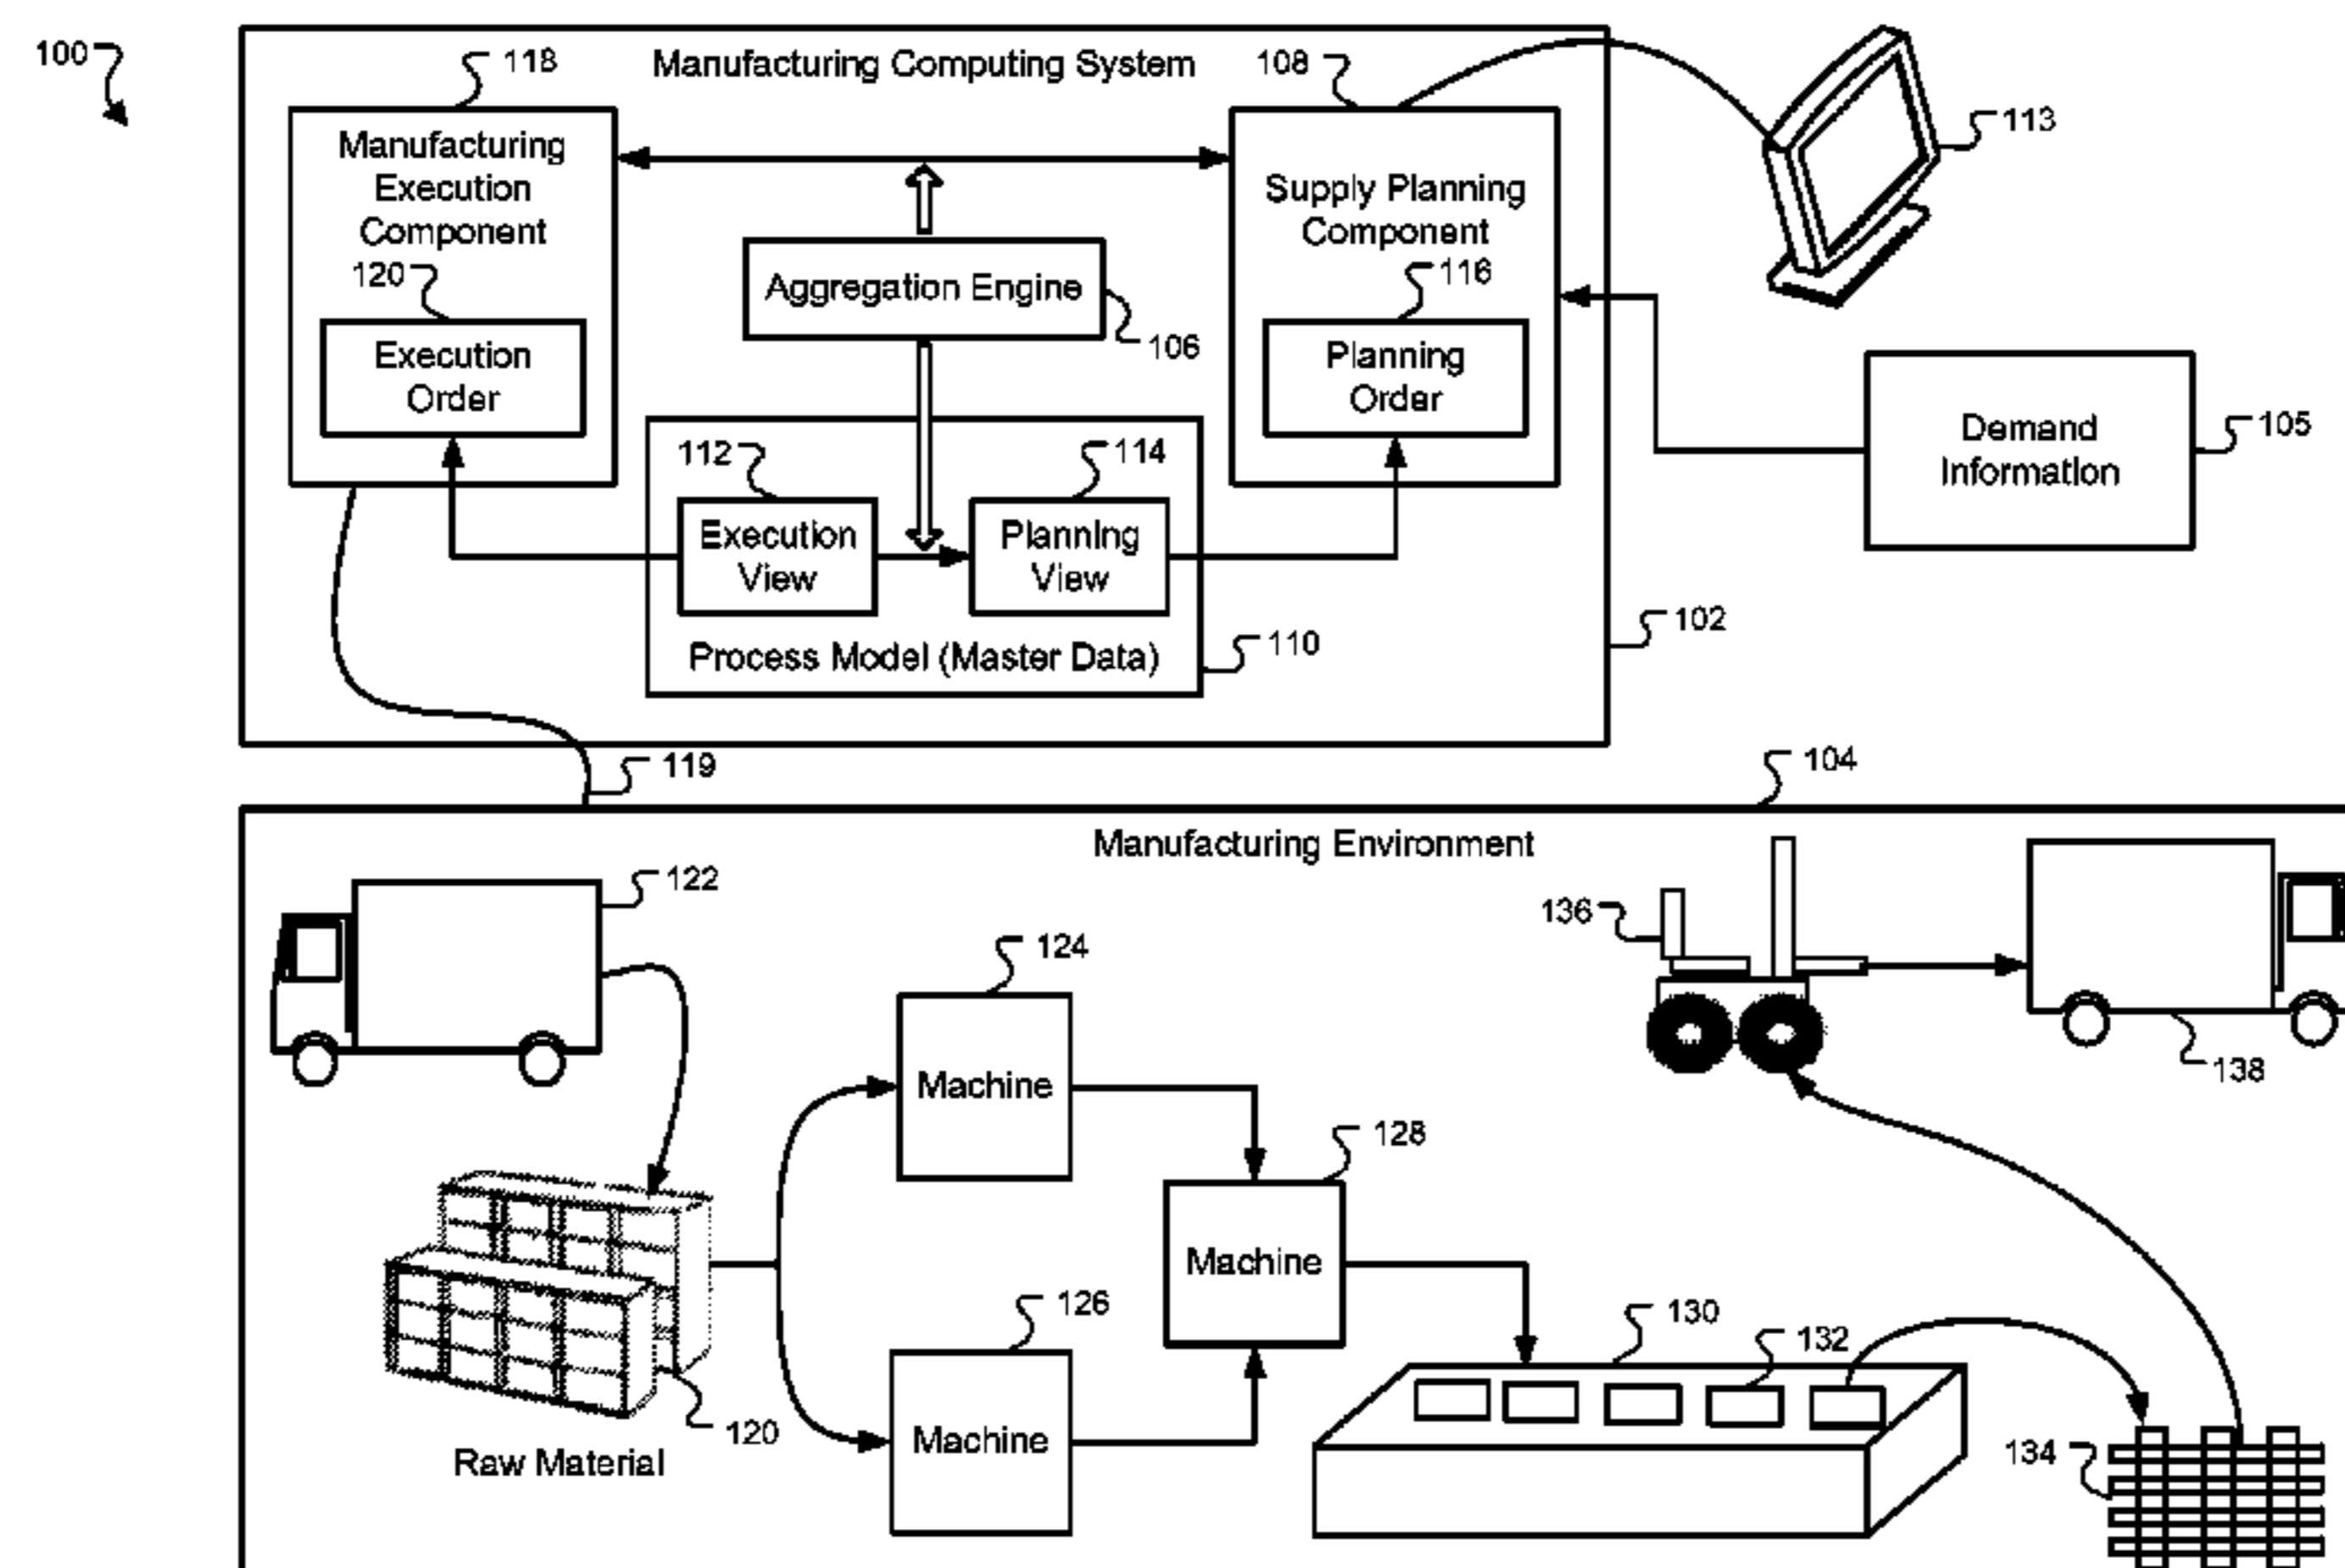 100
118
Manufacturing Computing System
108
113
Manufacturing
Execution
Component
Supply Planning
Component
120
116
Aggregation Engine
106
Execution
Order
Planning
Order
Demand
Information
105
112
114
Execution
View
Planning
View
102
Process Model (Master Data)
110
119
104
Manufacturing Environment
122
136
124
138
Machine
128
Machine
126
130
132
120
Machine
134
Raw Material